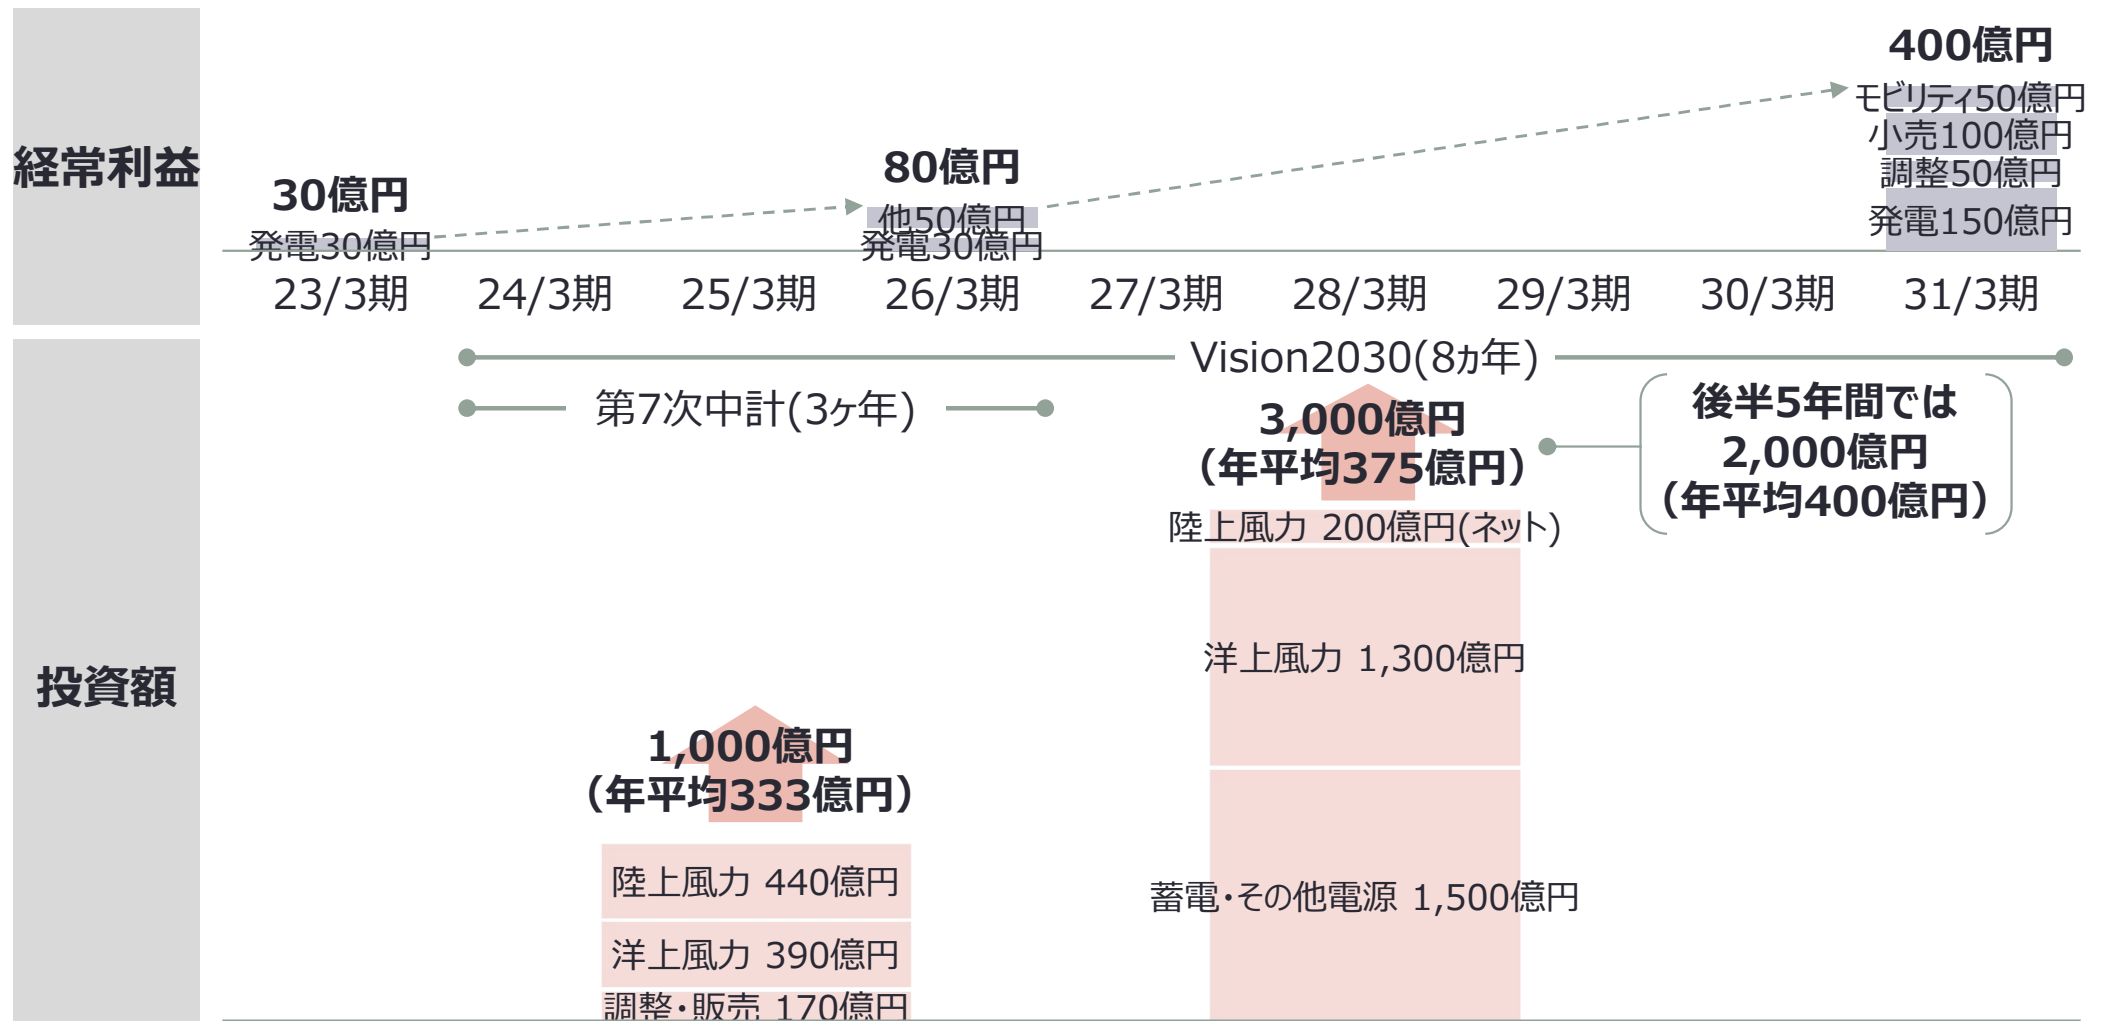 経常利益
400億円
モビリティ50億円
小売100億円
調整50億円
発電150億円
80億円
他50億円
発電30億円
30億円
発電30億円
23/3期 24/3期 25/3期 26/3期 27/3期 28/3期 29/3期 30/3期 31/3期
投資額
Vision2030(8ヵ年)
第7次中計(3ヶ年)
3,000億円
(年平均375億円)
後半5年間では
2,000億円
(年平均400億円)
陸上風力 200億円(ネット)
洋上風力 1,300億円
蓄電・その他電源 1,500億円
1,000億円
(年平均333億円)
陸上風力 440億円
洋上風力 390億円
調整・販売 170億円